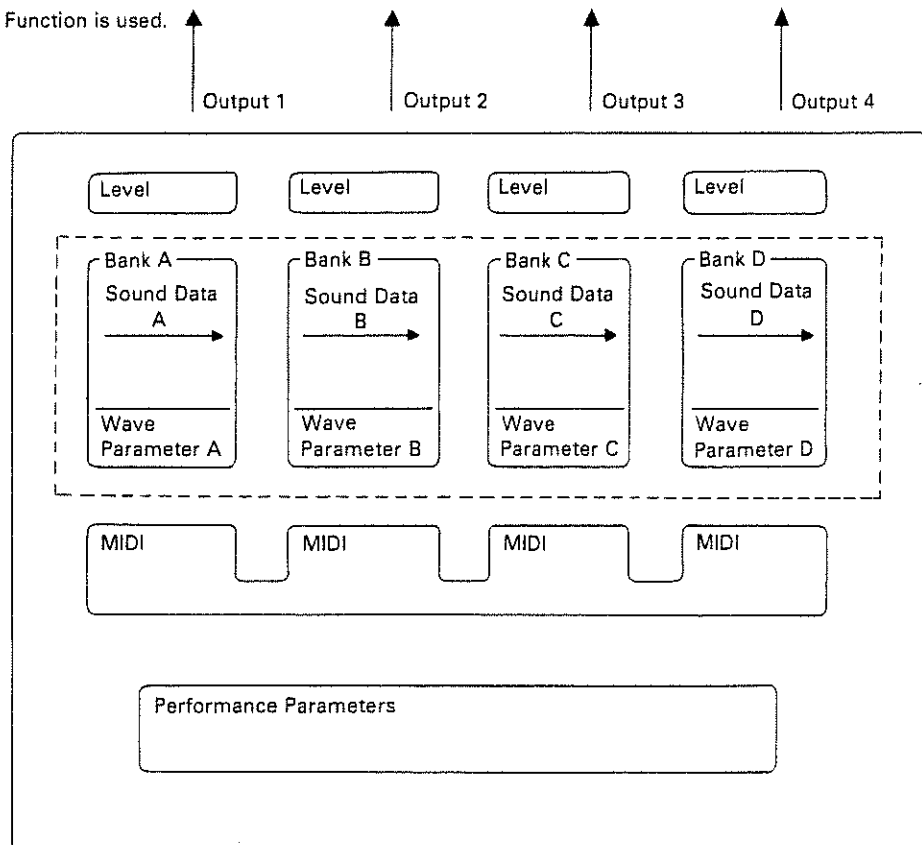 Function is used.
Output 1 Output 2 Output 3 Output 4
Level Level Level Level
Bank A Bank B Bank C Bank D
Sound Data Sound Data Sound Data Sound Data
A B C D
Wave Wave Wave Wave
Parameter A Parameter B Parameter C Parameter D
MIDI MIDI MIDI MIDI
Performance Parameters